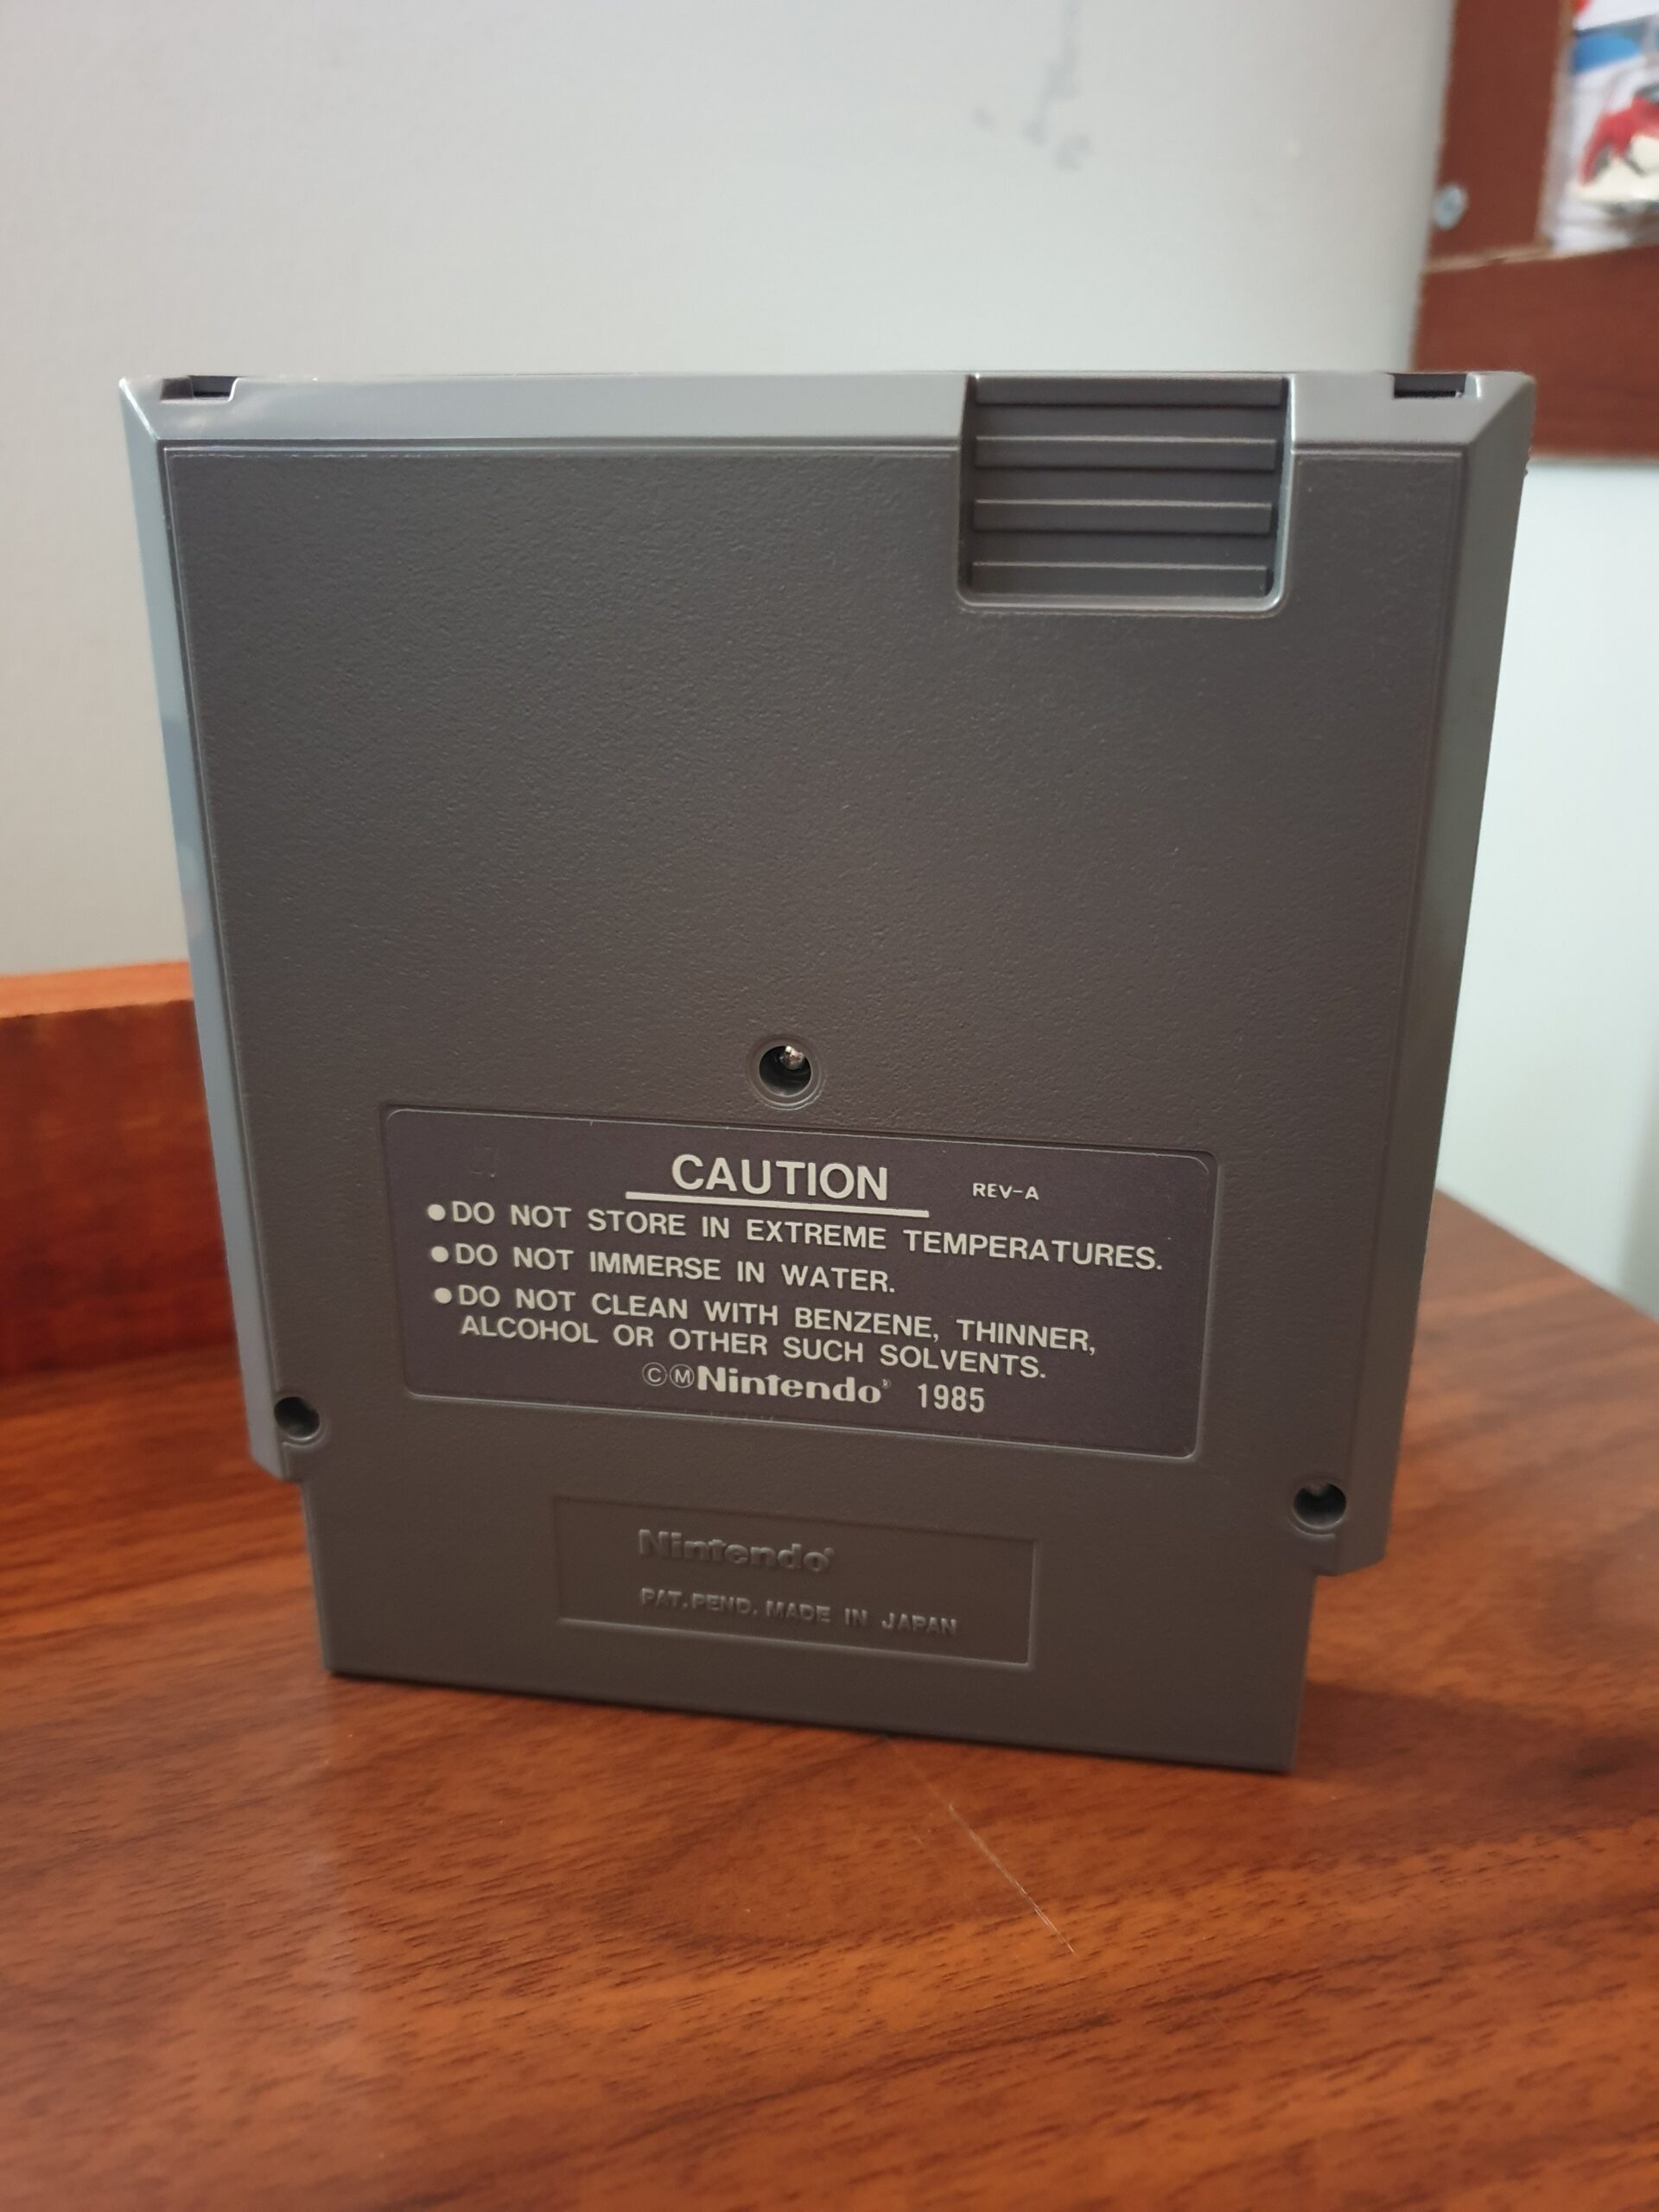 CAUTION REV-A
●DO NOT STORE IN EXTREME TEMPERATURES.
●DO NOT IMMERSE IN WATER.
●DO NOT CLEAN WITH BENZENE, THINNER,
ALCOHOL OR OTHER SUCH SOLVENTS.
ⒸⓂNintendo® 1985
Nintendo®
PAT.PEND. MADE IN JAPAN